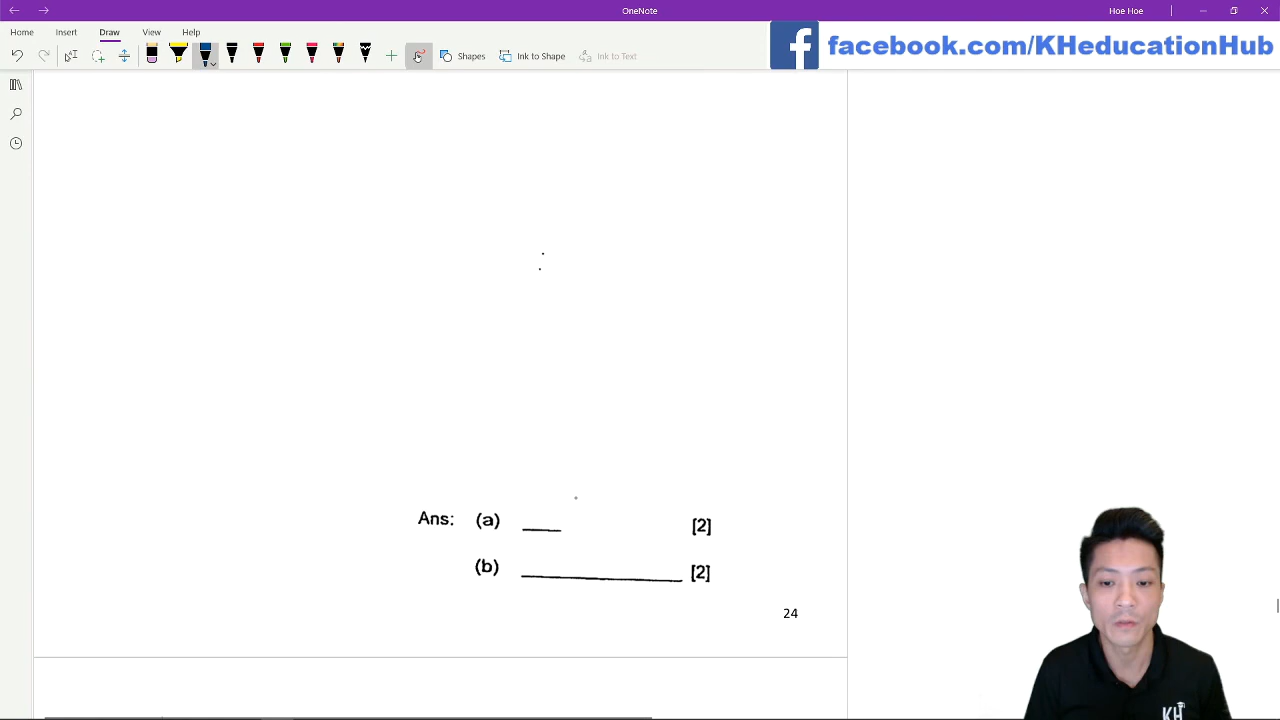 OneNote
Hoe Hoe
Home Insert Draw View Help
facebook.com/KHeducationHub
Shapes Ink to Shape Ink to Text
Ans: (a) [2]
(b) [2]
24
KH